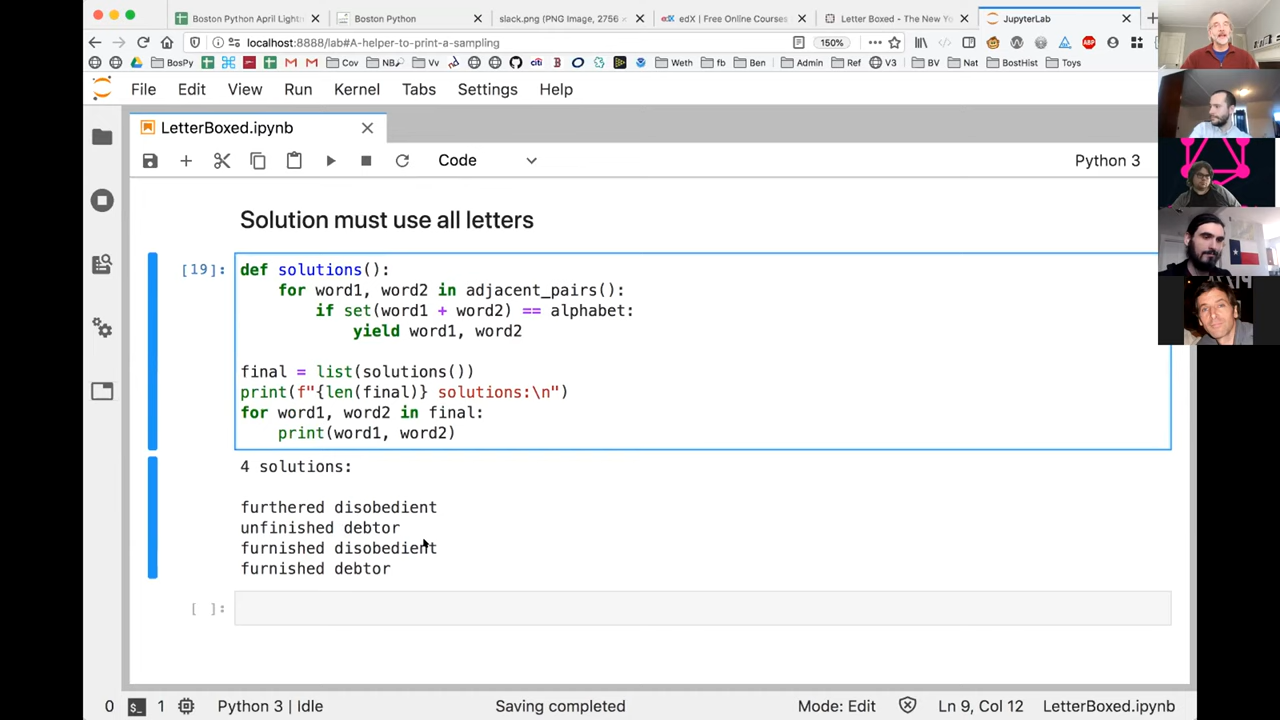 Boston Python April Light
Boston Python
slack.png (PNG Image, 2756
edX | Free Online Courses
Letter Boxed - The New Yo
JupyterLab
localhost:8888/lab#A-helper-to-print-a-sampling
150%
BosPy
Cov
NB
Vv
Weth
fb
Ben
Admin
Ref
V3
BV
Nat
BostHist
Toys
File Edit View Run Kernel Tabs Settings Help
LetterBoxed.ipynb
Code
Python 3
Solution must use all letters
[19]:
def solutions():
for word1, word2 in adjacent_pairs():
if set(word1 + word2) == alphabet:
yield word1, word2
final = list(solutions())
print(f"{len(final)} solutions:\n")
for word1, word2 in final:
print(word1, word2)
4 solutions:
furthered disobedient
unfinished debtor
furnished disobedient
furnished debtor
[ ]:
0 $_ 1 Python 3 | Idle Saving completed Mode: Edit Ln 9, Col 12 LetterBoxed.ipynb